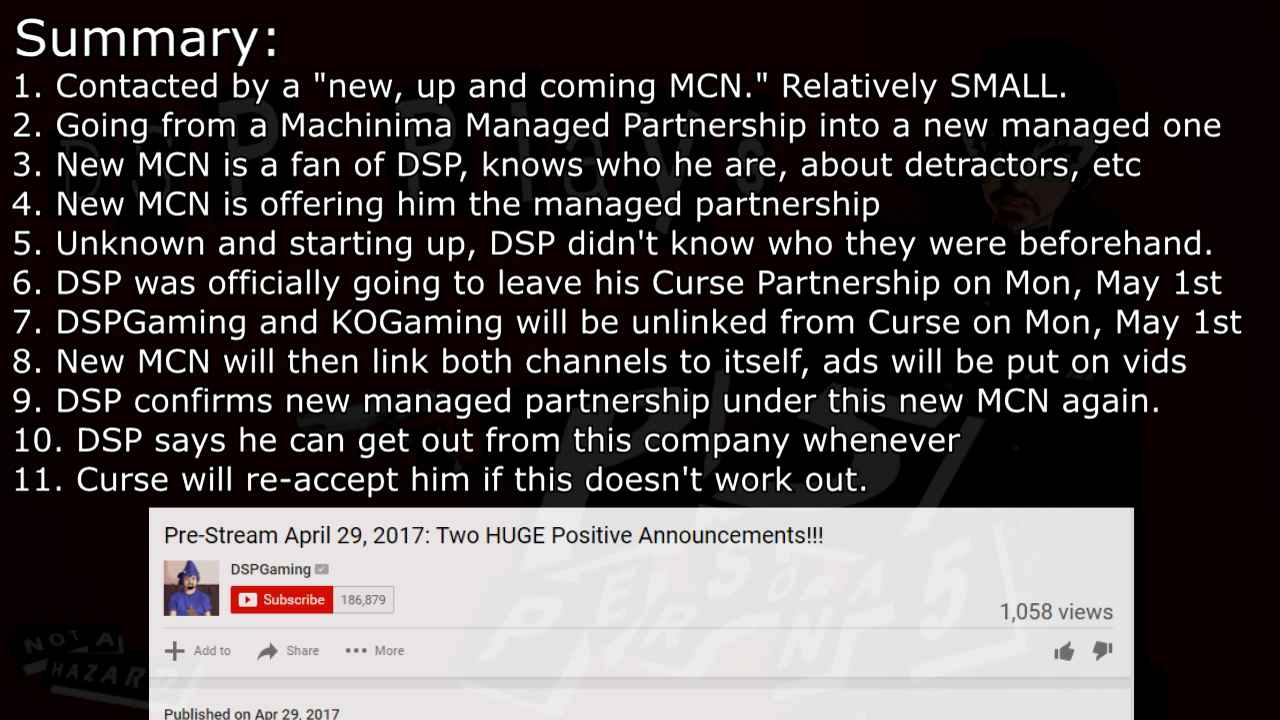 Summary:
1. Contacted by a "new, up and coming MCN." Relatively SMALL.
2. Going from a Machinima Managed Partnership into a new managed one
3. New MCN is a fan of DSP, knows who he are, about detractors, etc
4. New MCN is offering him the managed partnership
5. Unknown and starting up, DSP didn't know who they were beforehand.
6. DSP was officially going to leave his Curse Partnership on Mon, May 1st
7. DSPGaming and KOGaming will be unlinked from Curse on Mon, May 1st
8. New MCN will then link both channels to itself, ads will be put on vids
9. DSP confirms new managed partnership under this new MCN again.
10. DSP says he can get out from this company whenever
11. Curse will re-accept him if this doesn't work out.
Pre-Stream April 29, 2017: Two HUGE Positive Announcements!!!
DSPGaming
Subscribe 186,879
1,058 views
Add to Share More
Published on Apr 29, 2017
DSP Plays
PERSONA 5
NOT A
HAZARD